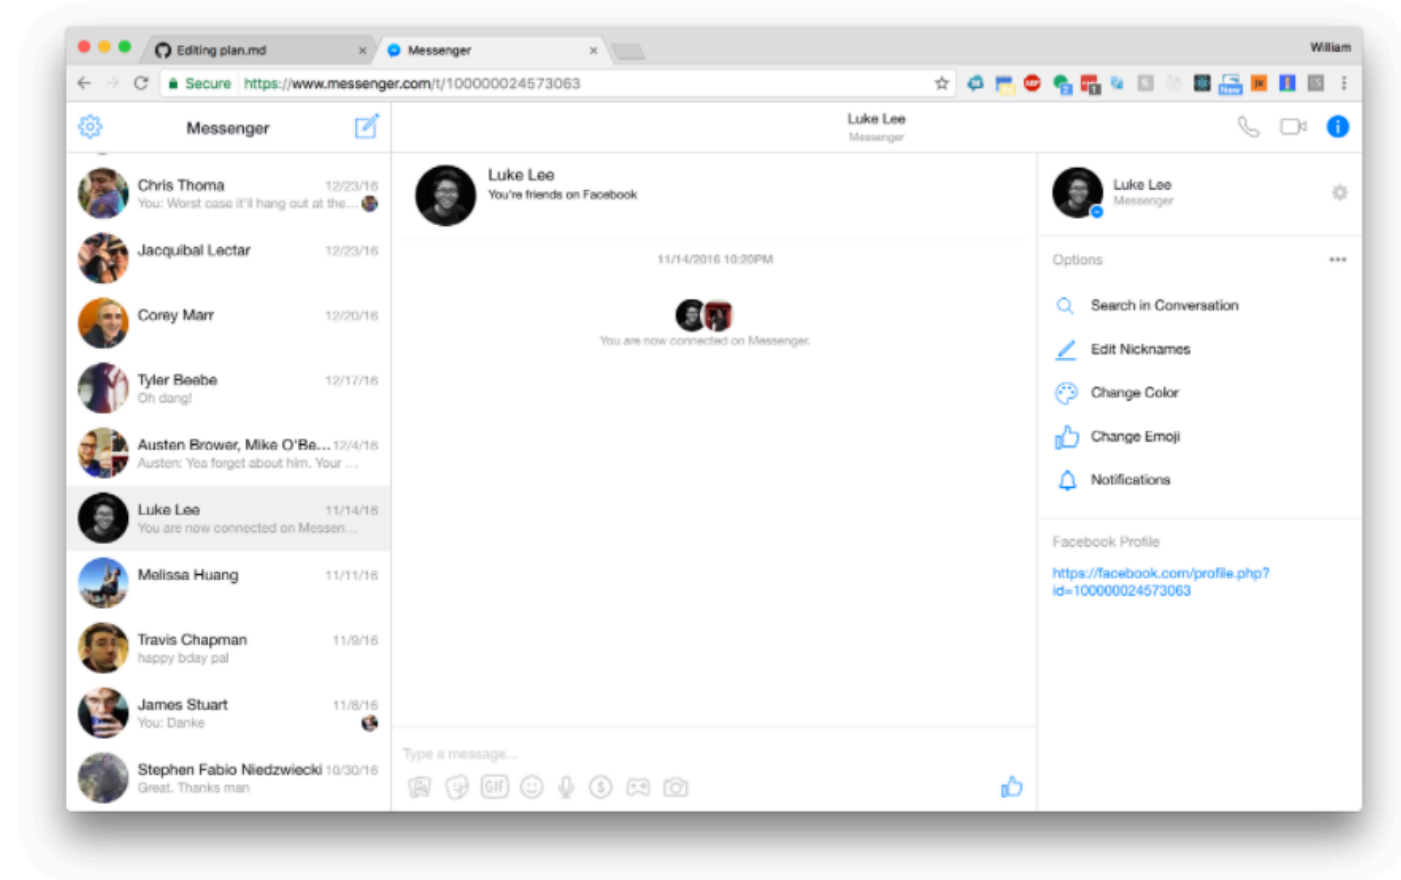 Editing plan.md
Messenger
William
Secure https://www.messenger.com/t/100000024573063
Messenger
Luke Lee
Messenger
Chris Thoma 12/23/16
You: Worst case it'll hang out at the...
Jacquibal Lectar 12/23/16
Corey Marr 12/20/16
Tyler Beebe 12/17/16
Oh dang!
Austen Brower, Mike O'Be... 12/4/16
Austen: Yea forget about him. Your ...
Luke Lee 11/14/16
You are now connected on Messen...
Melissa Huang 11/11/16
Travis Chapman 11/9/16
happy bday pal
James Stuart 11/8/16
You: Danke
Stephen Fabio Niedzwiecki 10/30/16
Great. Thanks man
Luke Lee
You're friends on Facebook
11/14/2016 10:20PM
You are now connected on Messenger.
Type a message...
GIF
$
Luke Lee
Messenger
Options
Search in Conversation
Edit Nicknames
Change Color
Change Emoji
Notifications
Facebook Profile
https://facebook.com/profile.php?
id=100000024573063